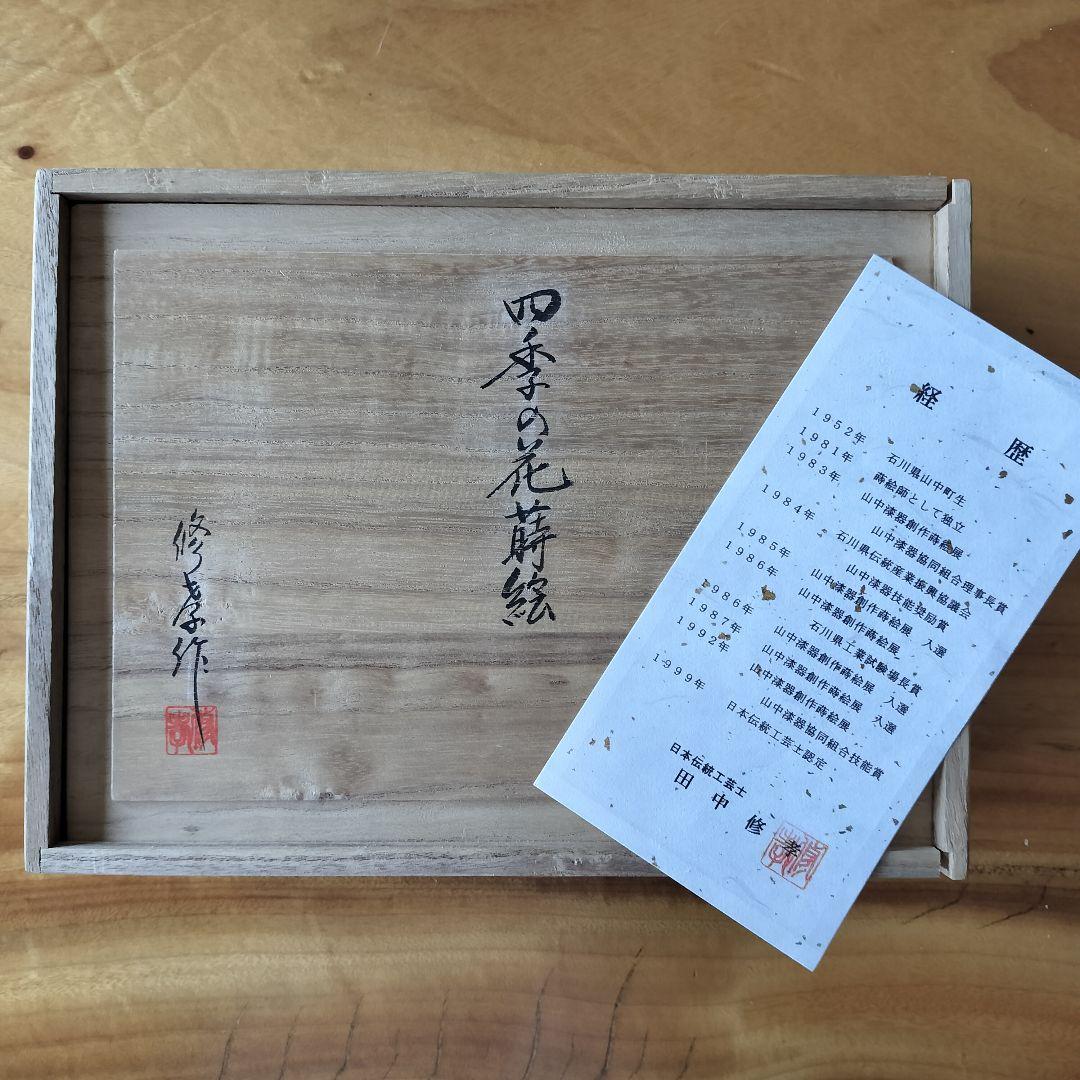 四季の花蒔絵
修孝作
修孝
経歴
1952年 石川県山中町生
1981年 蒔絵師として独立
1983年 山中漆器創作蒔絵展
山中漆器協同組合理事長賞
1984年 石川県伝統産業振興協議会
山中漆器技能奨励賞
1985年 山中漆器創作蒔絵展 入選
1986年 山中漆器創作蒔絵展
石川県工業試験場長賞
1986年 山中漆器創作蒔絵展 入選
1987年 山中漆器創作蒔絵展 入選
1992年 山中漆器創作蒔絵展
山中漆器協同組合技能賞
1999年 日本伝統工芸士認定
日本伝統工芸士
田中修孝
修孝